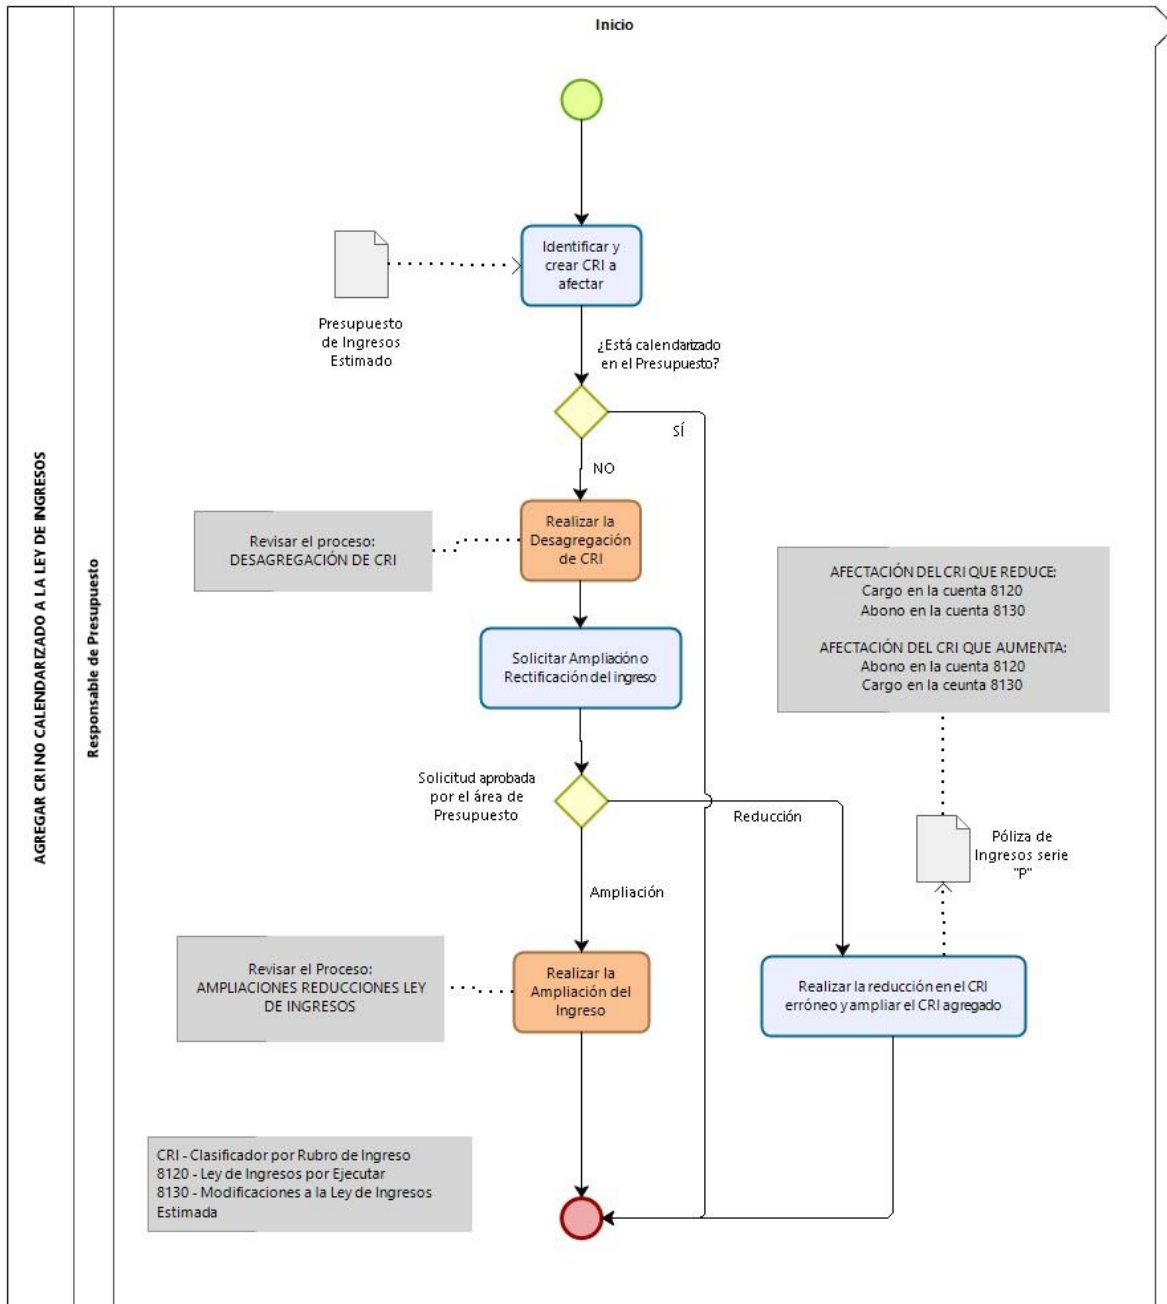 AGREGAR CRI NO CALENDARIZADO A LA LEY DE INGRESOS
Responsable de Presupuesto
Inicio
Identificar y
crear CRI a
afectar
Presupuesto
de Ingresos
Estimado
¿Está calendarizado
en el Presupuesto?
SÍ
NO
Realizar la
Desagregación
de CRI
Revisar el proceso:
DESAGREGACIÓN DE CRI
Solicitar Ampliación o
Rectificación del ingreso
AFECTACIÓN DEL CRI QUE REDUCE:
Cargo en la cuenta 8120
Abono en la cuenta 8130
AFECTACIÓN DEL CRI QUE AUMENTA:
Abono en la cuenta 8120
Cargo en la ceunta 8130
Solicitud aprobada
por el área de
Presupuesto
Reducción
Póliza de
Ingresos serie
"P"
Ampliación
Revisar el Proceso:
AMPLIACIONES REDUCCIONES LEY
DE INGRESOS
Realizar la
Ampliación del
Ingreso
Realizar la reducción en el CRI
erróneo y ampliar el CRI agregado
CRI - Clasificador por Rubro de Ingreso
8120 - Ley de Ingresos por Ejecutar
8130 - Modificaciones a la Ley de Ingresos
Estimada